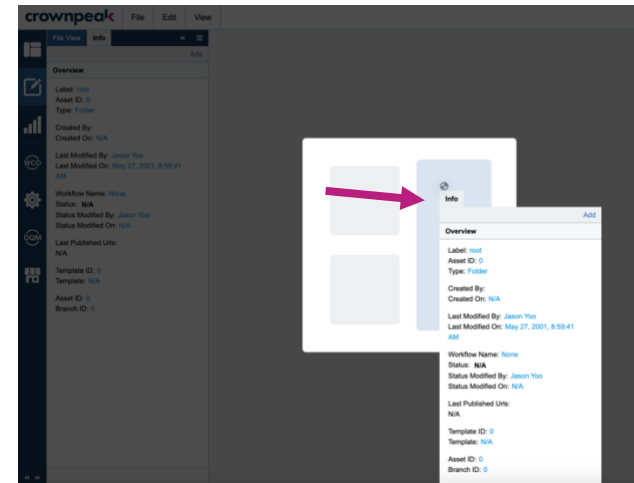 crownpeak File Edit View
File View Info
Add
Overview
Label: root
Asset ID: 0
Type: Folder
Created By:
Created On: N/A
Last Modified By: Jason Yoo
Last Modified On: May 27, 2001, 8:59:41
AM
Workflow Name: None
Status: N/A
Status Modified By: Jason Yoo
Status Modified On: N/A
Last Published Urls:
N/A
Template ID: 0
Template: N/A
Asset ID: 0
Branch ID: 0
WCO
DQM
Info
Add
Overview
Label: root
Asset ID: 0
Type: Folder
Created By:
Created On: N/A
Last Modified By: Jason Yoo
Last Modified On: May 27, 2001, 8:59:41
AM
Workflow Name: None
Status: N/A
Status Modified By: Jason Yoo
Status Modified On: N/A
Last Published Urls:
N/A
Template ID: 0
Template: N/A
Asset ID: 0
Branch ID: 0